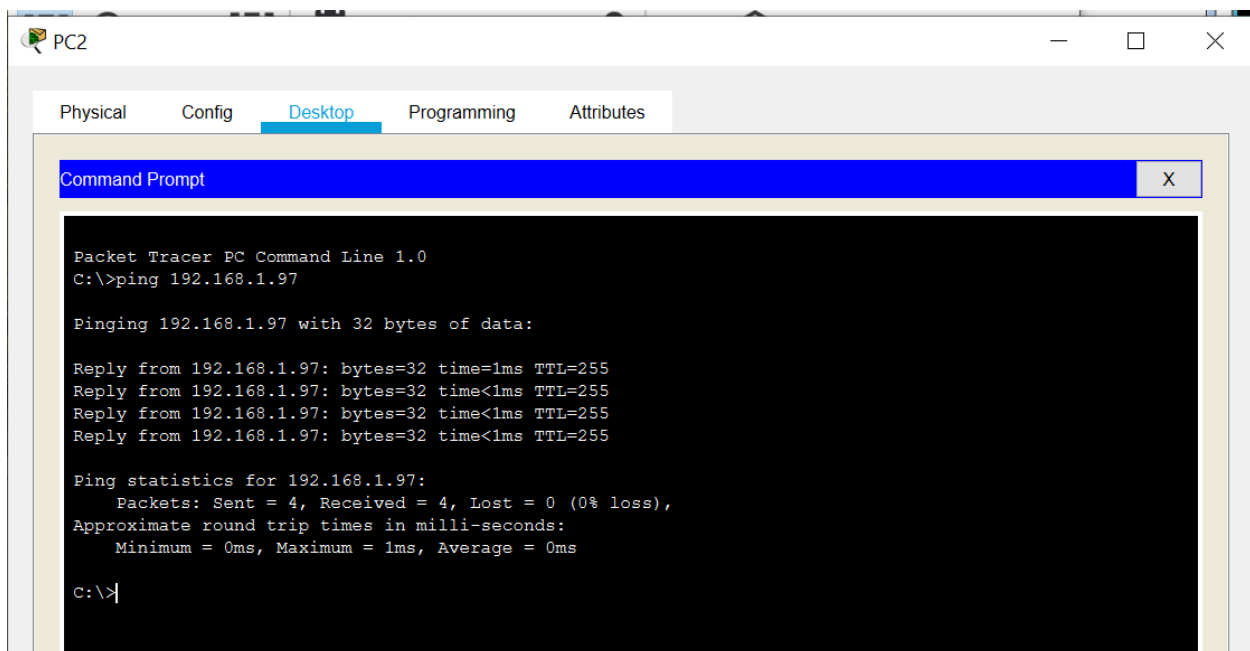 PC2
Physical Config Desktop Programming Attributes
Command Prompt
X
Packet Tracer PC Command Line 1.0
C:\>ping 192.168.1.97
Pinging 192.168.1.97 with 32 bytes of data:
Reply from 192.168.1.97: bytes=32 time=1ms TTL=255
Reply from 192.168.1.97: bytes=32 time<1ms TTL=255
Reply from 192.168.1.97: bytes=32 time<1ms TTL=255
Reply from 192.168.1.97: bytes=32 time<1ms TTL=255
Ping statistics for 192.168.1.97:
Packets: Sent = 4, Received = 4, Lost = 0 (0% loss),
Approximate round trip times in milli-seconds:
Minimum = 0ms, Maximum = 1ms, Average = 0ms
C:\>